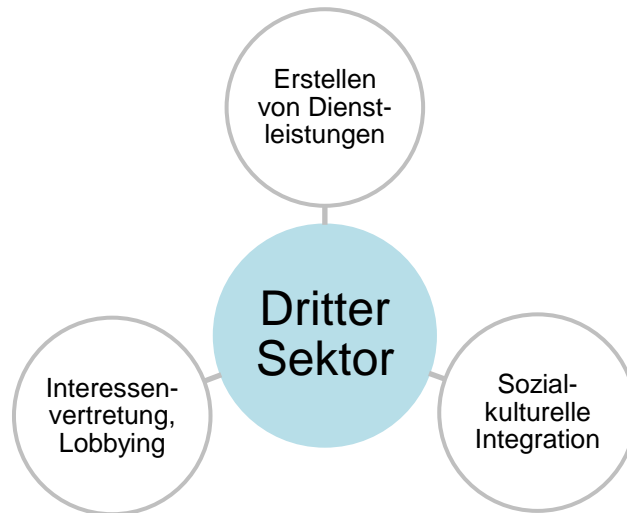 Erstellen
von Dienst-
leistungen
Dritter
Sektor
Interessen-
vertretung,
Lobbying
Sozial-
kulturelle
Integration